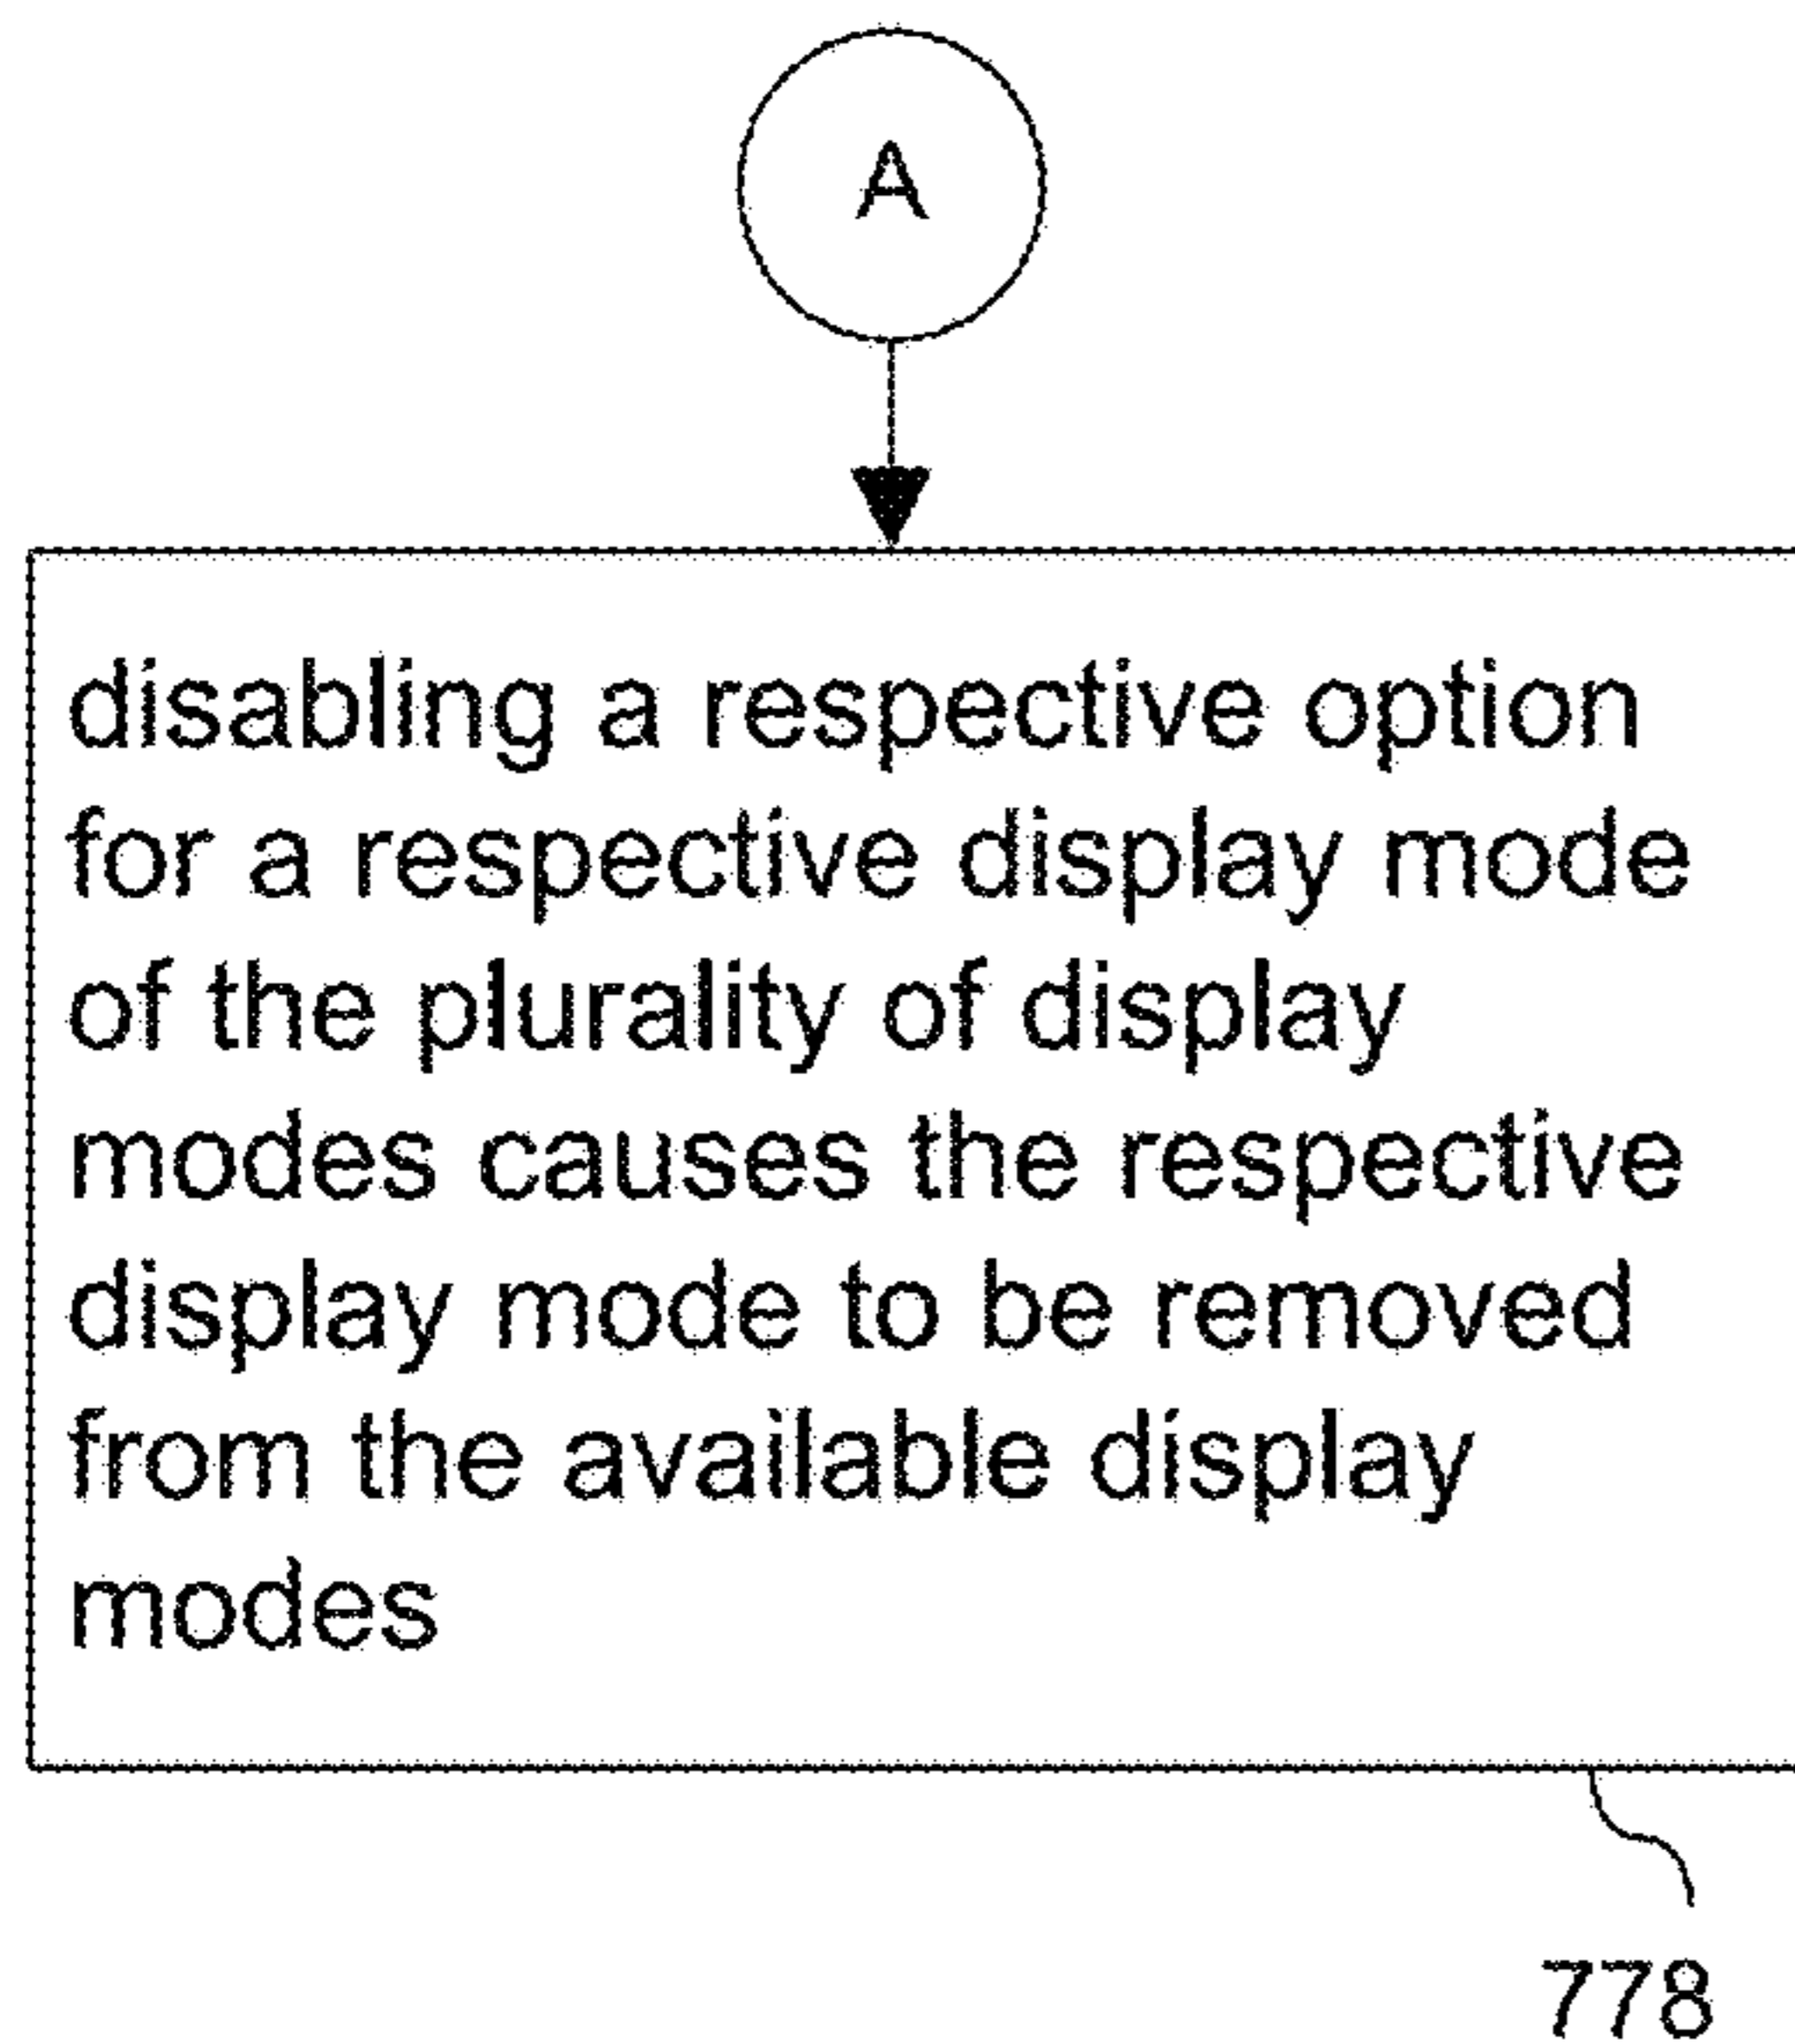 A
disabling a respective option
for a respective display mode
of the plurality of display
modes causes the respective
display mode to be removed
from the available display
modes
778